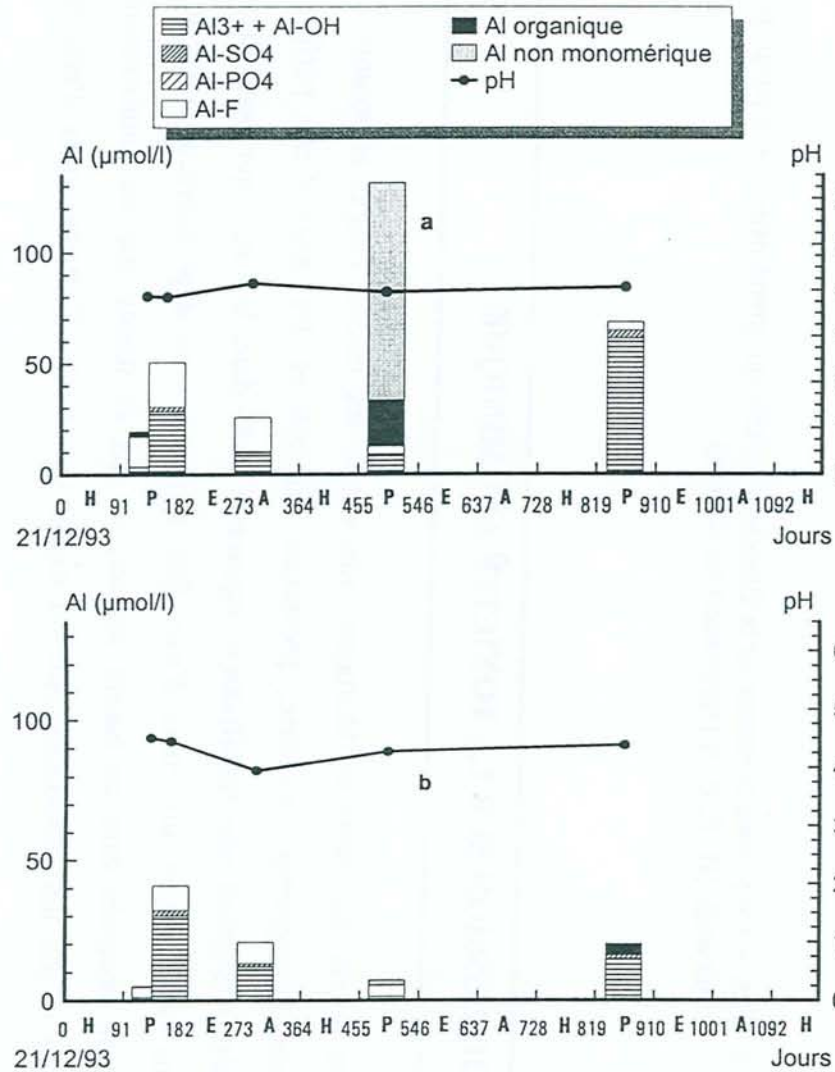 Al3+ + Al-OH
Al-SO4
Al-PO4
Al-F
Al organique
Al non monomérique
pH
Al (µmol/l) pH
a
100
50
0
0 H 91 P 182 E 273 A 364 H 455 P 546 E 637 A 728 H 819 P 910 E 1001 A 1092 H
21/12/93 Jours
Al (µmol/l) pH
100
b
50
0
0 H 91 P 182 E 273 A 364 H 455 P 546 E 637 A 728 H 819 P 910 E 1001 A 1092 H
21/12/93 Jours